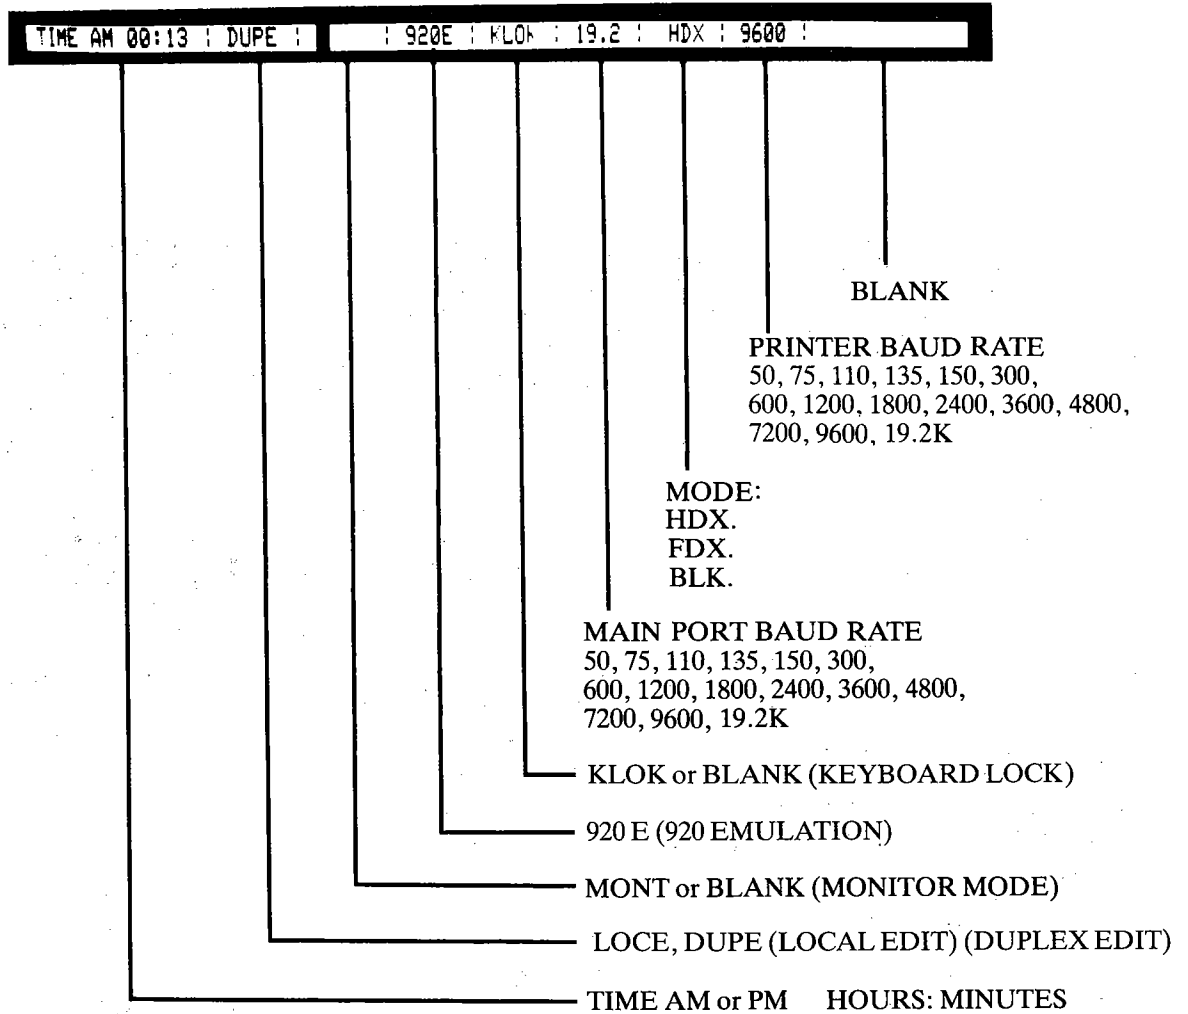 TIME AM 00:13 ¦ DUPE ¦ ¦ 920E ¦ KLOK ¦ 19.2 ¦ HDX ¦ 9600 ¦
BLANK
PRINTER BAUD RATE
50, 75, 110, 135, 150, 300,
600, 1200, 1800, 2400, 3600, 4800,
7200, 9600, 19.2K
MODE:
HDX.
FDX.
BLK.
MAIN PORT BAUD RATE
50, 75, 110, 135, 150, 300,
600, 1200, 1800, 2400, 3600, 4800,
7200, 9600, 19.2K
KLOK or BLANK (KEYBOARD LOCK)
920 E (920 EMULATION)
MONT or BLANK (MONITOR MODE)
LOCE, DUPE (LOCAL EDIT) (DUPLEX EDIT)
TIME AM or PM HOURS: MINUTES